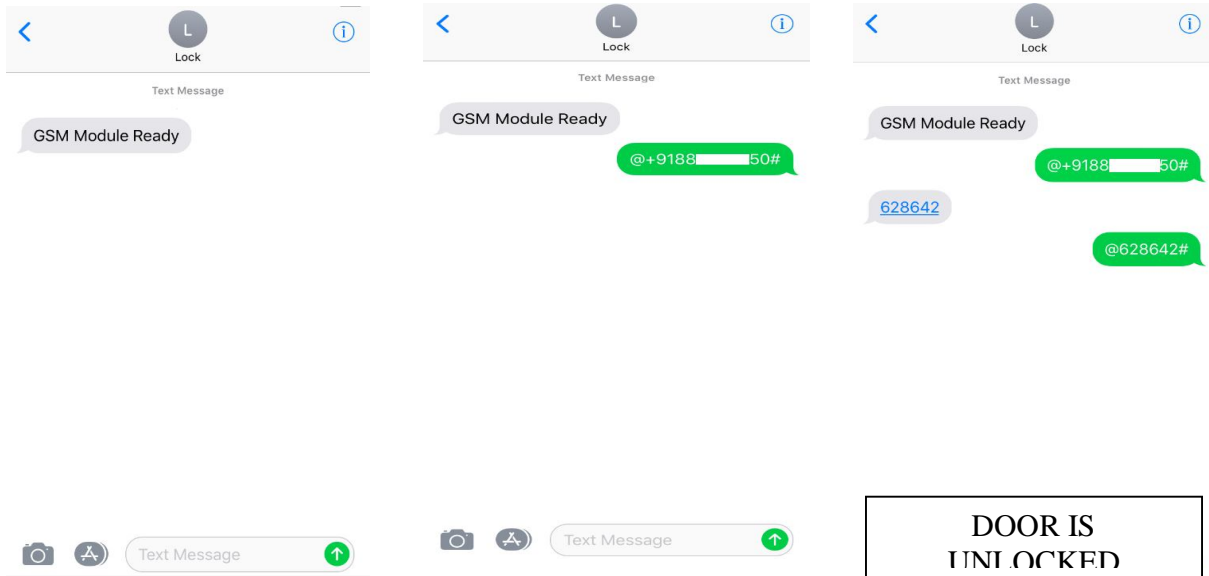 L
Lock
Text Message
GSM Module Ready
Text Message
L
Lock
Text Message
GSM Module Ready
@+9188 50#
Text Message
L
Lock
Text Message
GSM Module Ready
@+9188 50#
628642
@628642#
DOOR IS
UNLOCKED